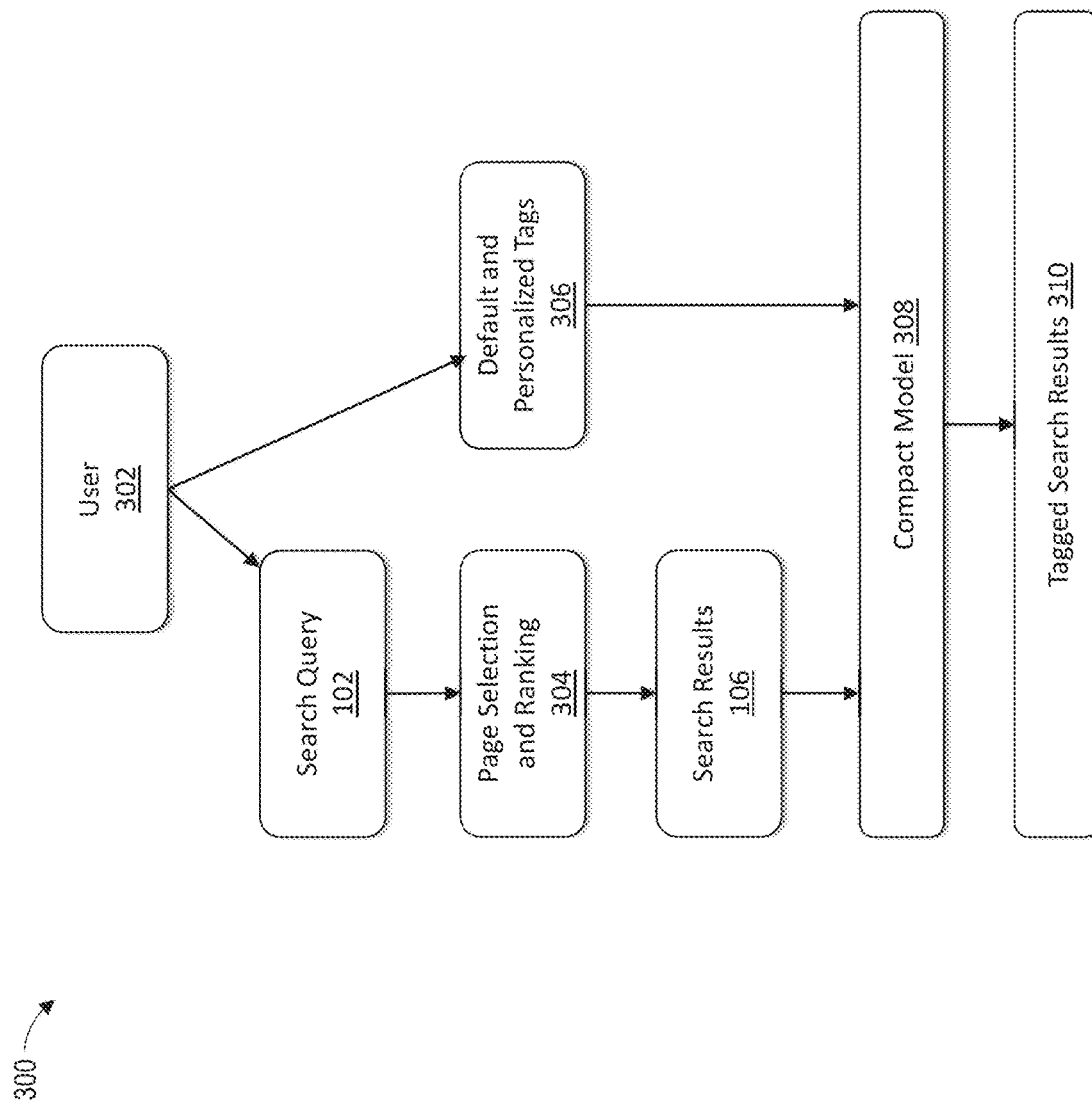 300
User
302
Search Query
102
Page Selection
and Ranking
304
Search Results
106
Default and
Personalized Tags
306
Compact Model 308
Tagged Search Results 310